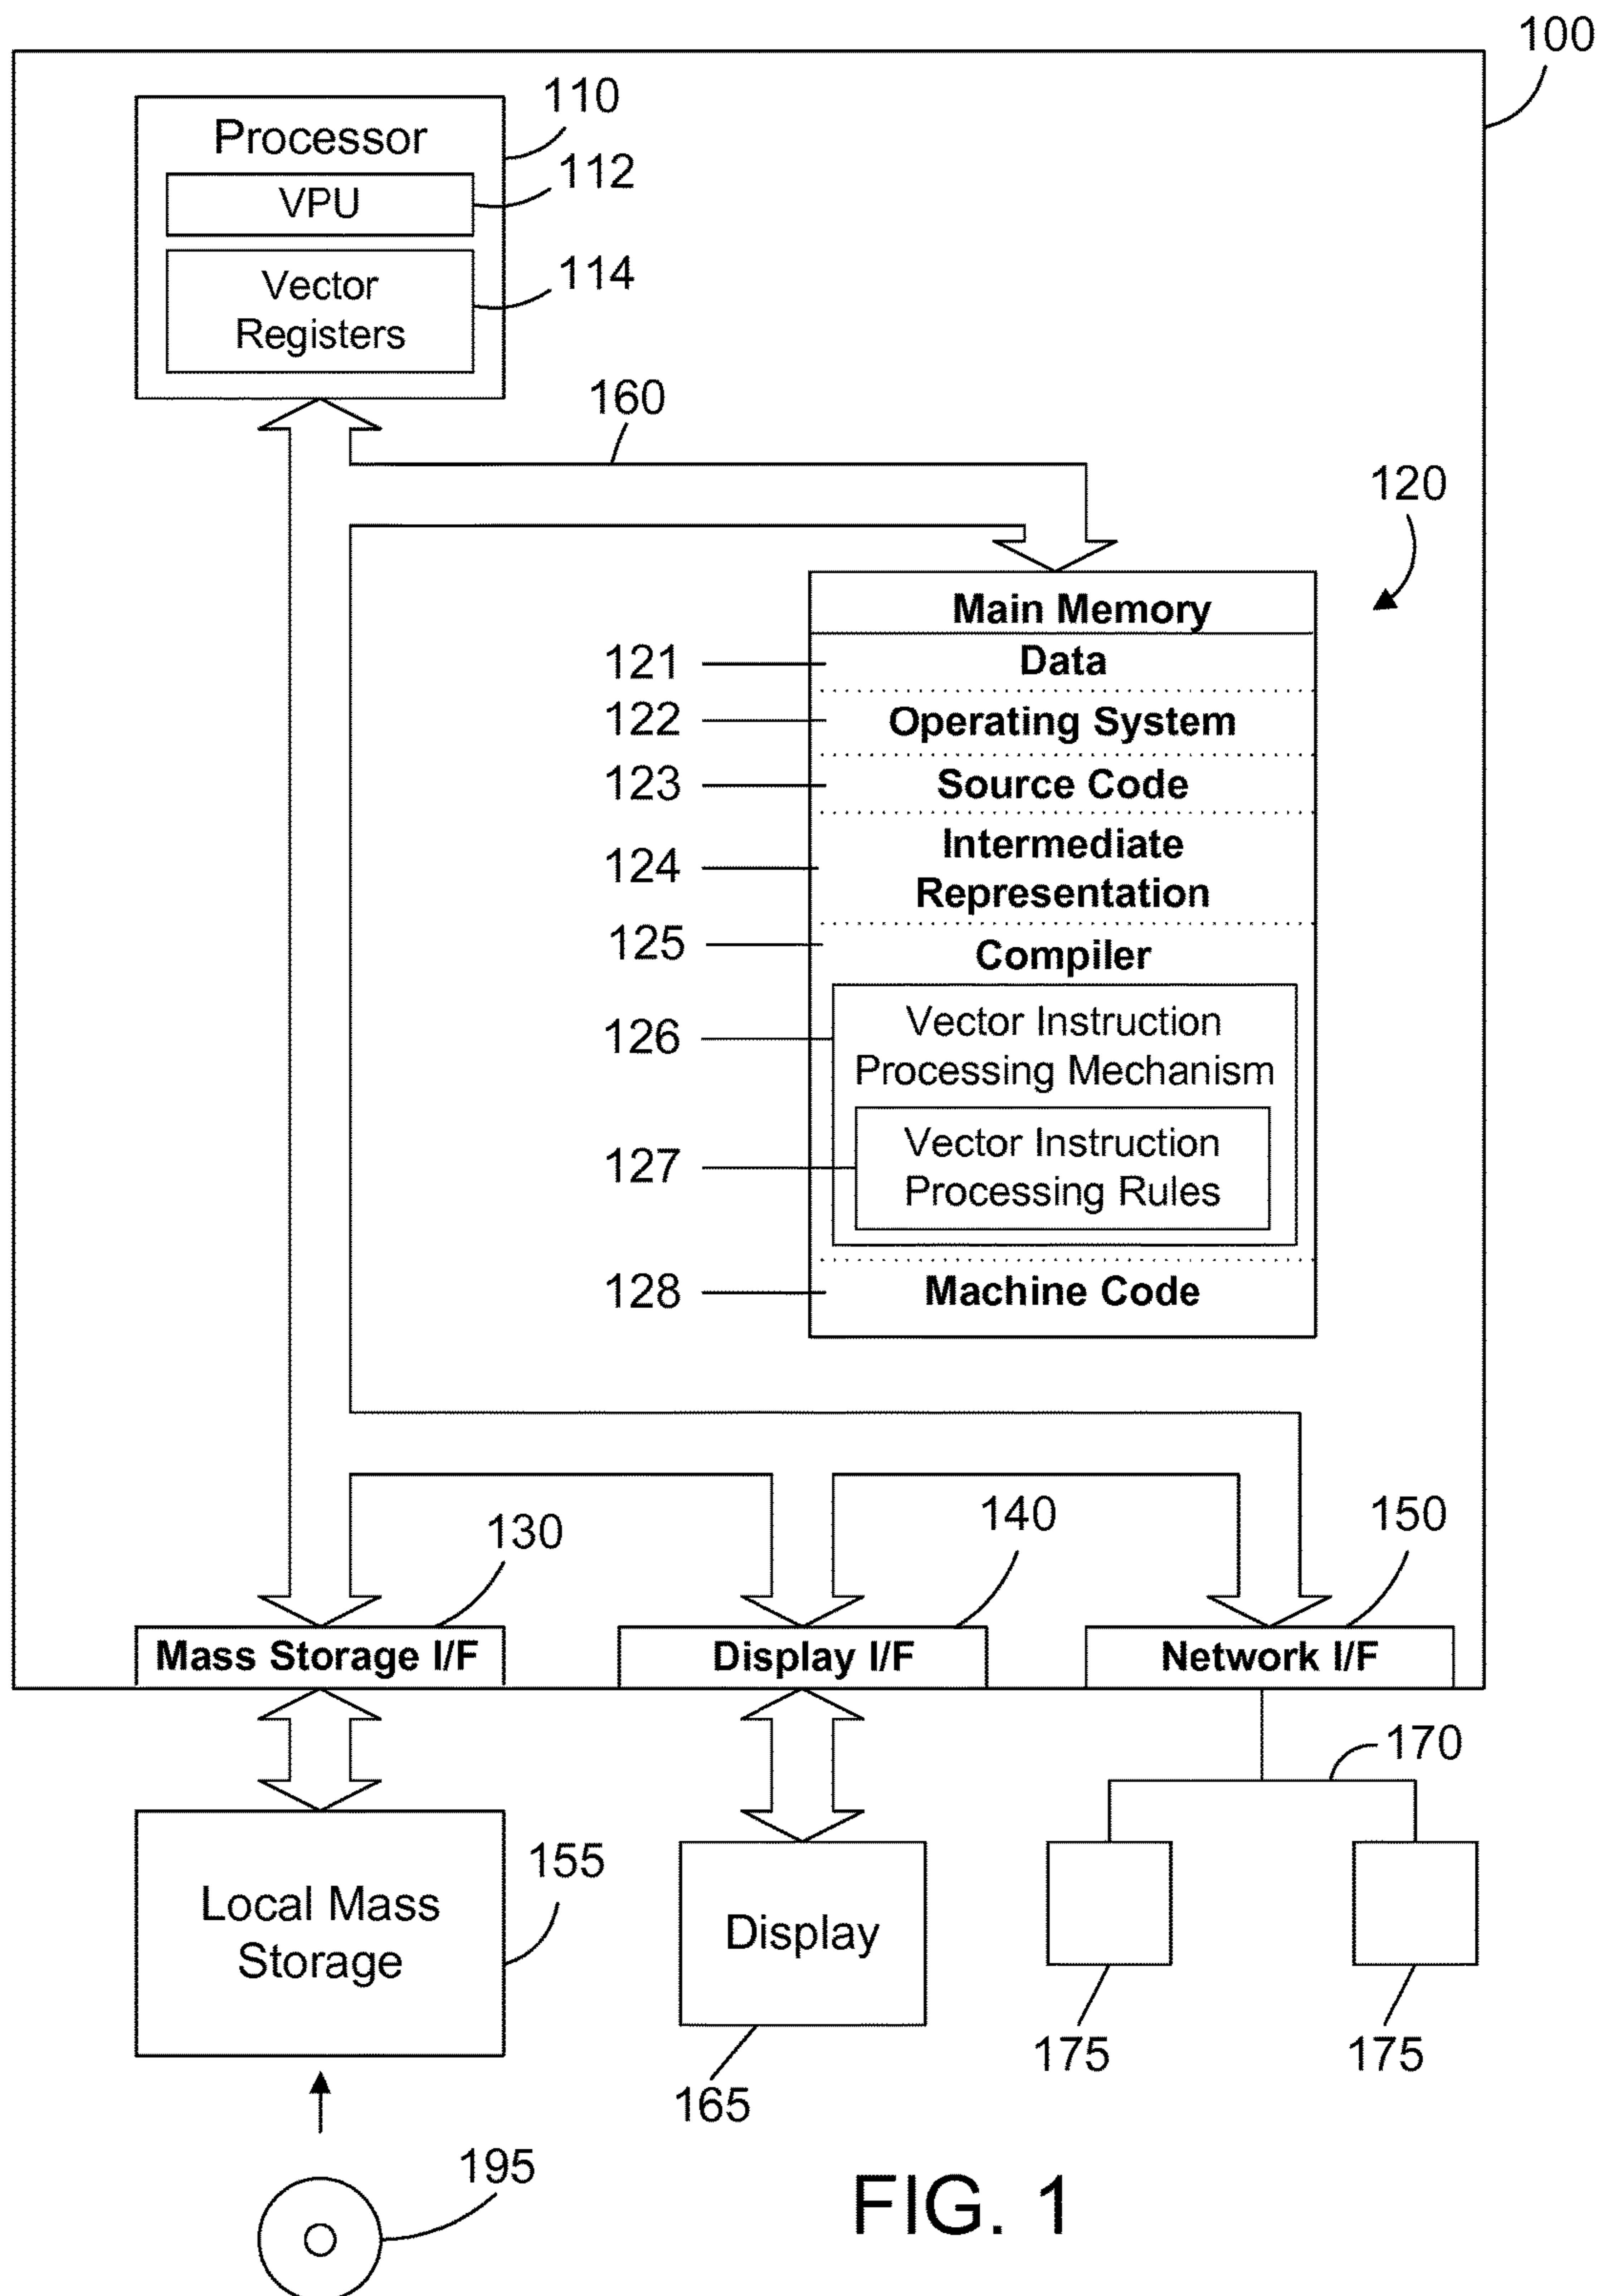 100
110
Processor
112
VPU
114
Vector
Registers
160
120
Main Memory
121
Data
122
Operating System
123
Source Code
124
Intermediate
Representation
125
Compiler
126
Vector Instruction
Processing Mechanism
127
Vector Instruction
Processing Rules
128
Machine Code
130
140
150
Mass Storage I/F
Display I/F
Network I/F
170
155
Local Mass
Storage
Display
165
175
175
195
FIG. 1